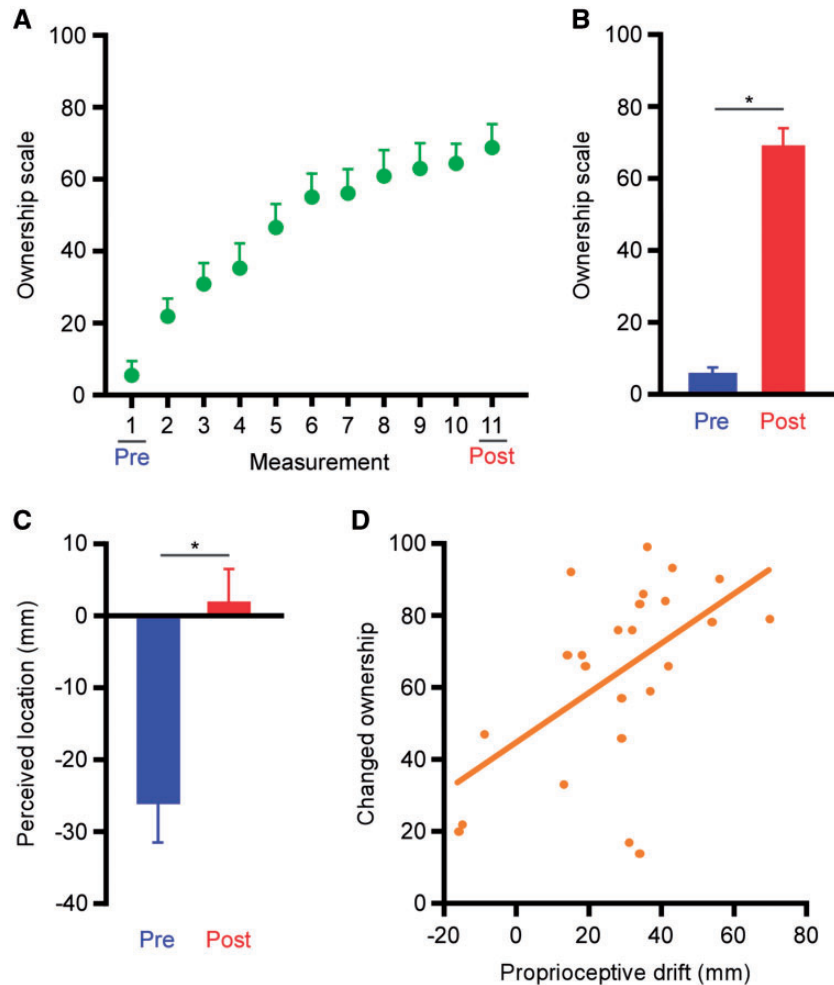 A
Ownership scale
100
80
60
40
20
0
1 2 3 4 5 6 7 8 9 10 11
Pre Measurement Post
B
Ownership scale
100
80
60
40
20
0
*
Pre Post
C
Perceived location (mm)
10
0
-10
-20
-30
-40
*
Pre Post
D
Changed ownership
100
80
60
40
20
0
-20 0 20 40 60 80
Proprioceptive drift (mm)